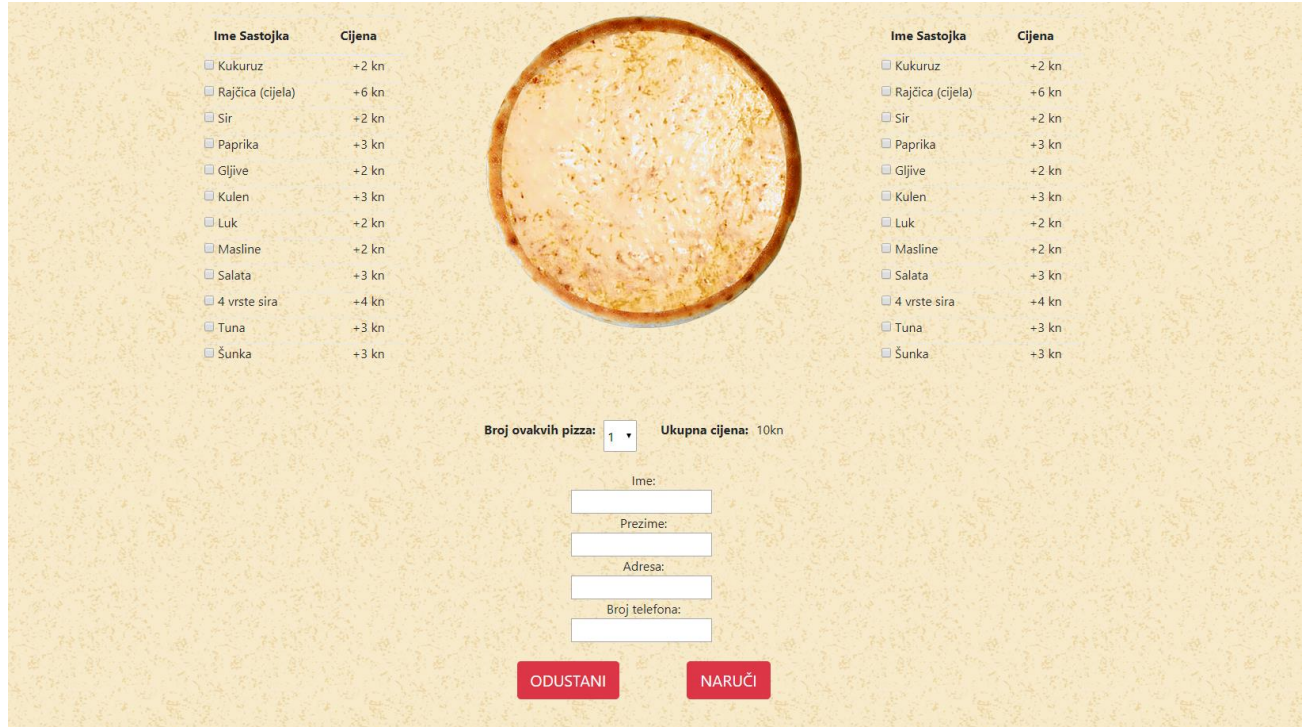 Ime Sastojka Cijena
Kukuruz +2 kn
Rajčica (cijela) +6 kn
Sir +2 kn
Paprika +3 kn
Gljive +2 kn
Kulen +3 kn
Luk +2 kn
Masline +2 kn
Salata +3 kn
4 vrste sira +4 kn
Tuna +3 kn
Šunka +3 kn
Ime Sastojka Cijena
Kukuruz +2 kn
Rajčica (cijela) +6 kn
Sir +2 kn
Paprika +3 kn
Gljive +2 kn
Kulen +3 kn
Luk +2 kn
Masline +2 kn
Salata +3 kn
4 vrste sira +4 kn
Tuna +3 kn
Šunka +3 kn
Broj ovakvih pizza: 1 Ukupna cijena: 10kn
Ime:
Prezime:
Adresa:
Broj telefona:
ODUSTANI NARUČI